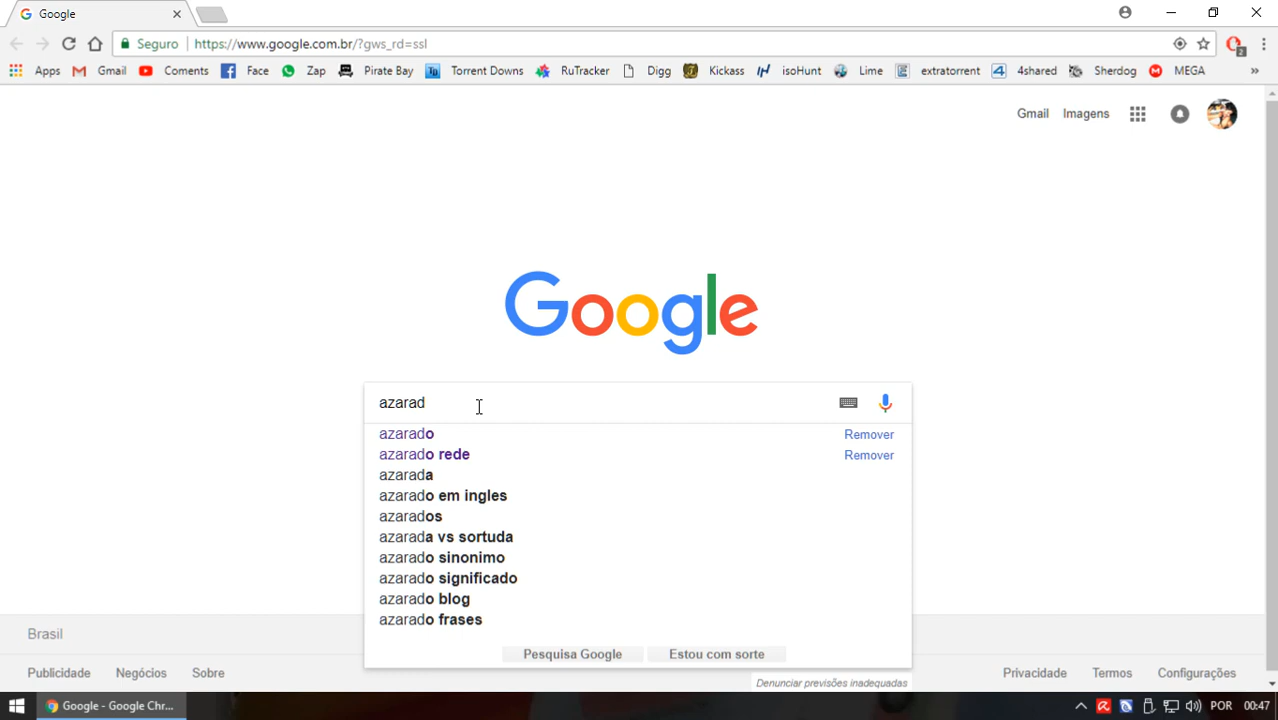 Google
Seguro https://www.google.com.br/?gws_rd=ssl
2
Apps Gmail Coments Face Zap Pirate Bay Torrent Downs RuTracker Digg Kickass isoHunt Lime extratorrent 4shared Sherdog MEGA »
Gmail Imagens
Google
azarad
azarado Remover
azarado rede Remover
azarada
azarado em ingles
azarados
azarada vs sortuda
azarado sinonimo
azarado significado
azarado blog
azarado frases
Pesquisa Google Estou com sorte
Denunciar previsões inadequadas
Brasil
Publicidade Negócios Sobre Privacidade Termos Configurações
Google - Google Chr... POR 00:47